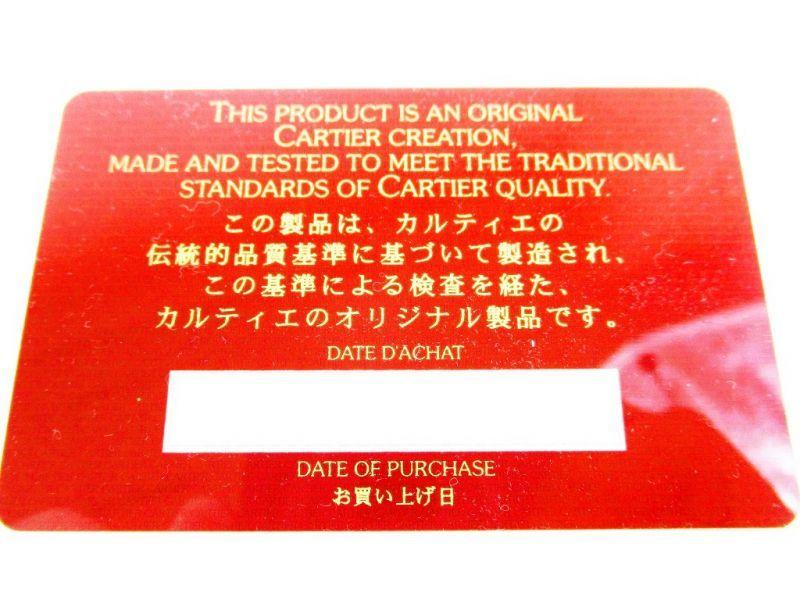 THIS PRODUCT IS AN ORIGINAL
CARTIER CREATION,
MADE AND TESTED TO MEET THE TRADITIONAL
STANDARDS OF CARTIER QUALITY.
この製品は、カルティエの
伝統的品質基準に基づいて製造され、
この基準による検査を経た、
カルティエのオリジナル製品です。
DATE D'ACHAT
DATE OF PURCHASE
お買い上げ日